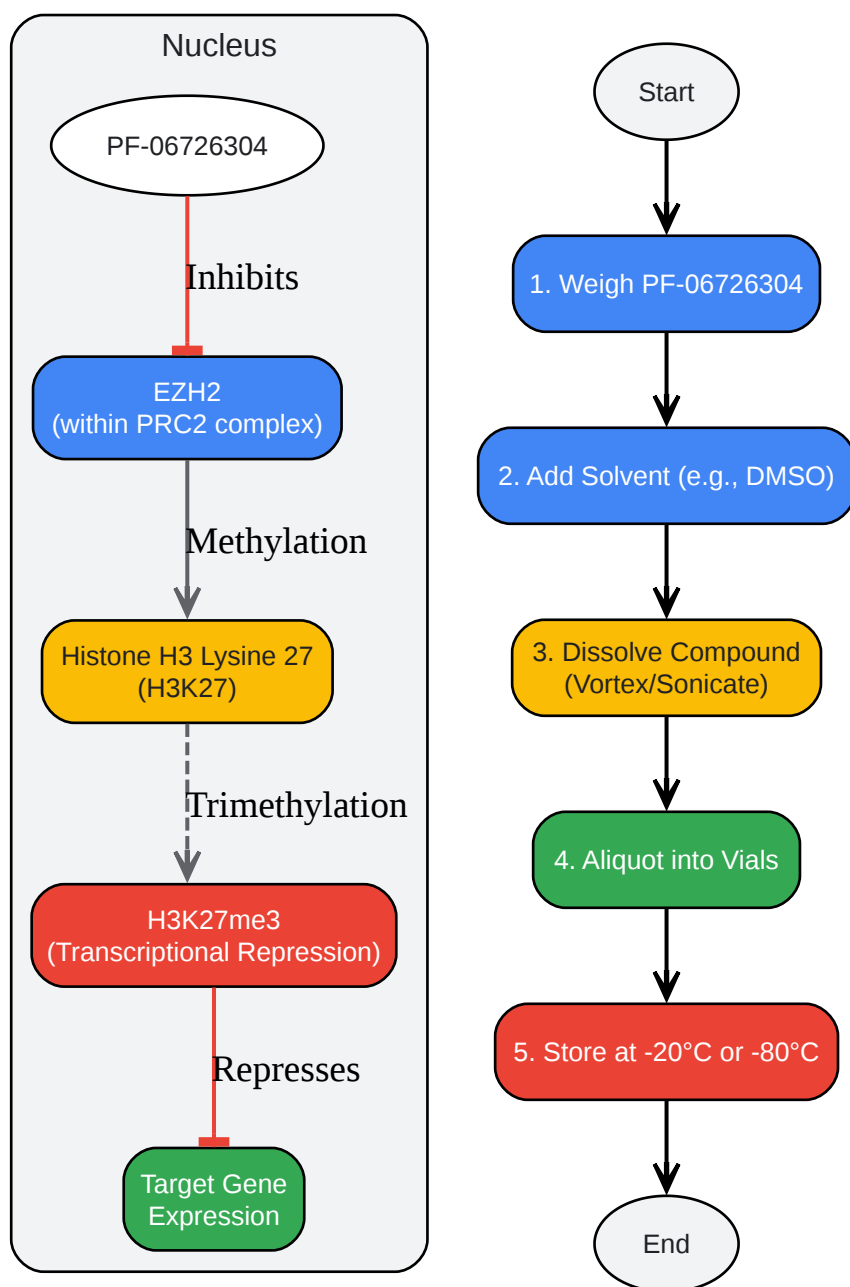 Nucleus
PF-06726304
Inhibits
EZH2
(within PRC2 complex)
Methylation
Histone H3 Lysine 27
(H3K27)
Trimethylation
H3K27me3
(Transcriptional Repression)
Represses
Target Gene
Expression
Start
1. Weigh PF-06726304
2. Add Solvent (e.g., DMSO)
3. Dissolve Compound
(Vortex/Sonicate)
4. Aliquot into Vials
5. Store at -20°C or -80°C
End